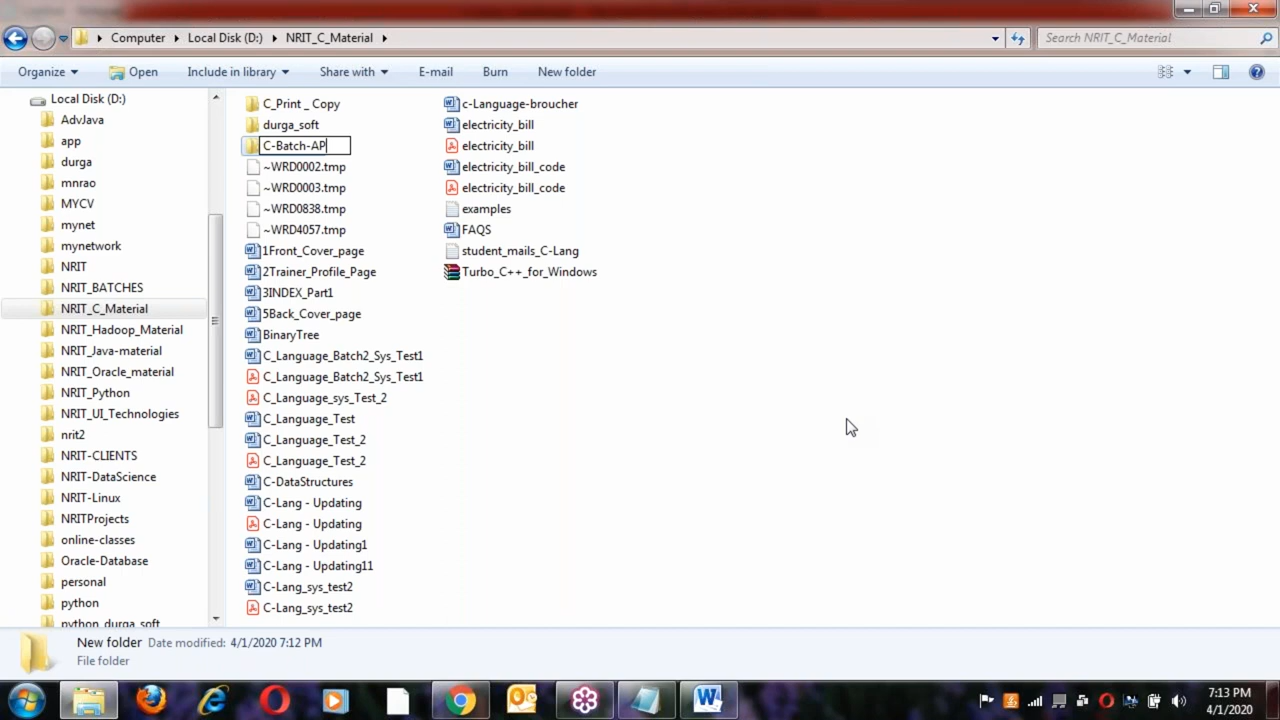 Computer
Local Disk (D:)
NRIT_C_Material
Search NRIT_C_Material
Organize
Open
Include in library
Share with
E-mail
Burn
New folder
Local Disk (D:)
AdvJava
app
durga
mnrao
MYCV
mynet
mynetwork
NRIT
NRIT_BATCHES
NRIT_C_Material
NRIT_Hadoop_Material
NRIT_Java-material
NRIT_Oracle_material
NRIT_Python
NRIT_UI_Technologies
nrit2
NRIT-CLIENTS
NRIT-DataScience
NRIT-Linux
NRITProjects
online-classes
Oracle-Database
personal
python
python_durga_soft
C_Print _ Copy
durga_soft
C-Batch-AP
~WRD0002.tmp
~WRD0003.tmp
~WRD0838.tmp
~WRD4057.tmp
1Front_Cover_page
2Trainer_Profile_Page
3INDEX_Part1
5Back_Cover_page
BinaryTree
C_Language_Batch2_Sys_Test1
C_Language_Batch2_Sys_Test1
C_Language_sys_Test_2
C_Language_Test
C_Language_Test_2
C_Language_Test_2
C-DataStructures
C-Lang - Updating
C-Lang - Updating
C-Lang - Updating1
C-Lang - Updating11
C-Lang_sys_test2
C-Lang_sys_test2
c-Language-broucher
electricity_bill
electricity_bill
electricity_bill_code
electricity_bill_code
examples
FAQS
student_mails_C-Lang
Turbo_C++_for_Windows
New folder Date modified: 4/1/2020 7:12 PM
File folder
7:13 PM
4/1/2020